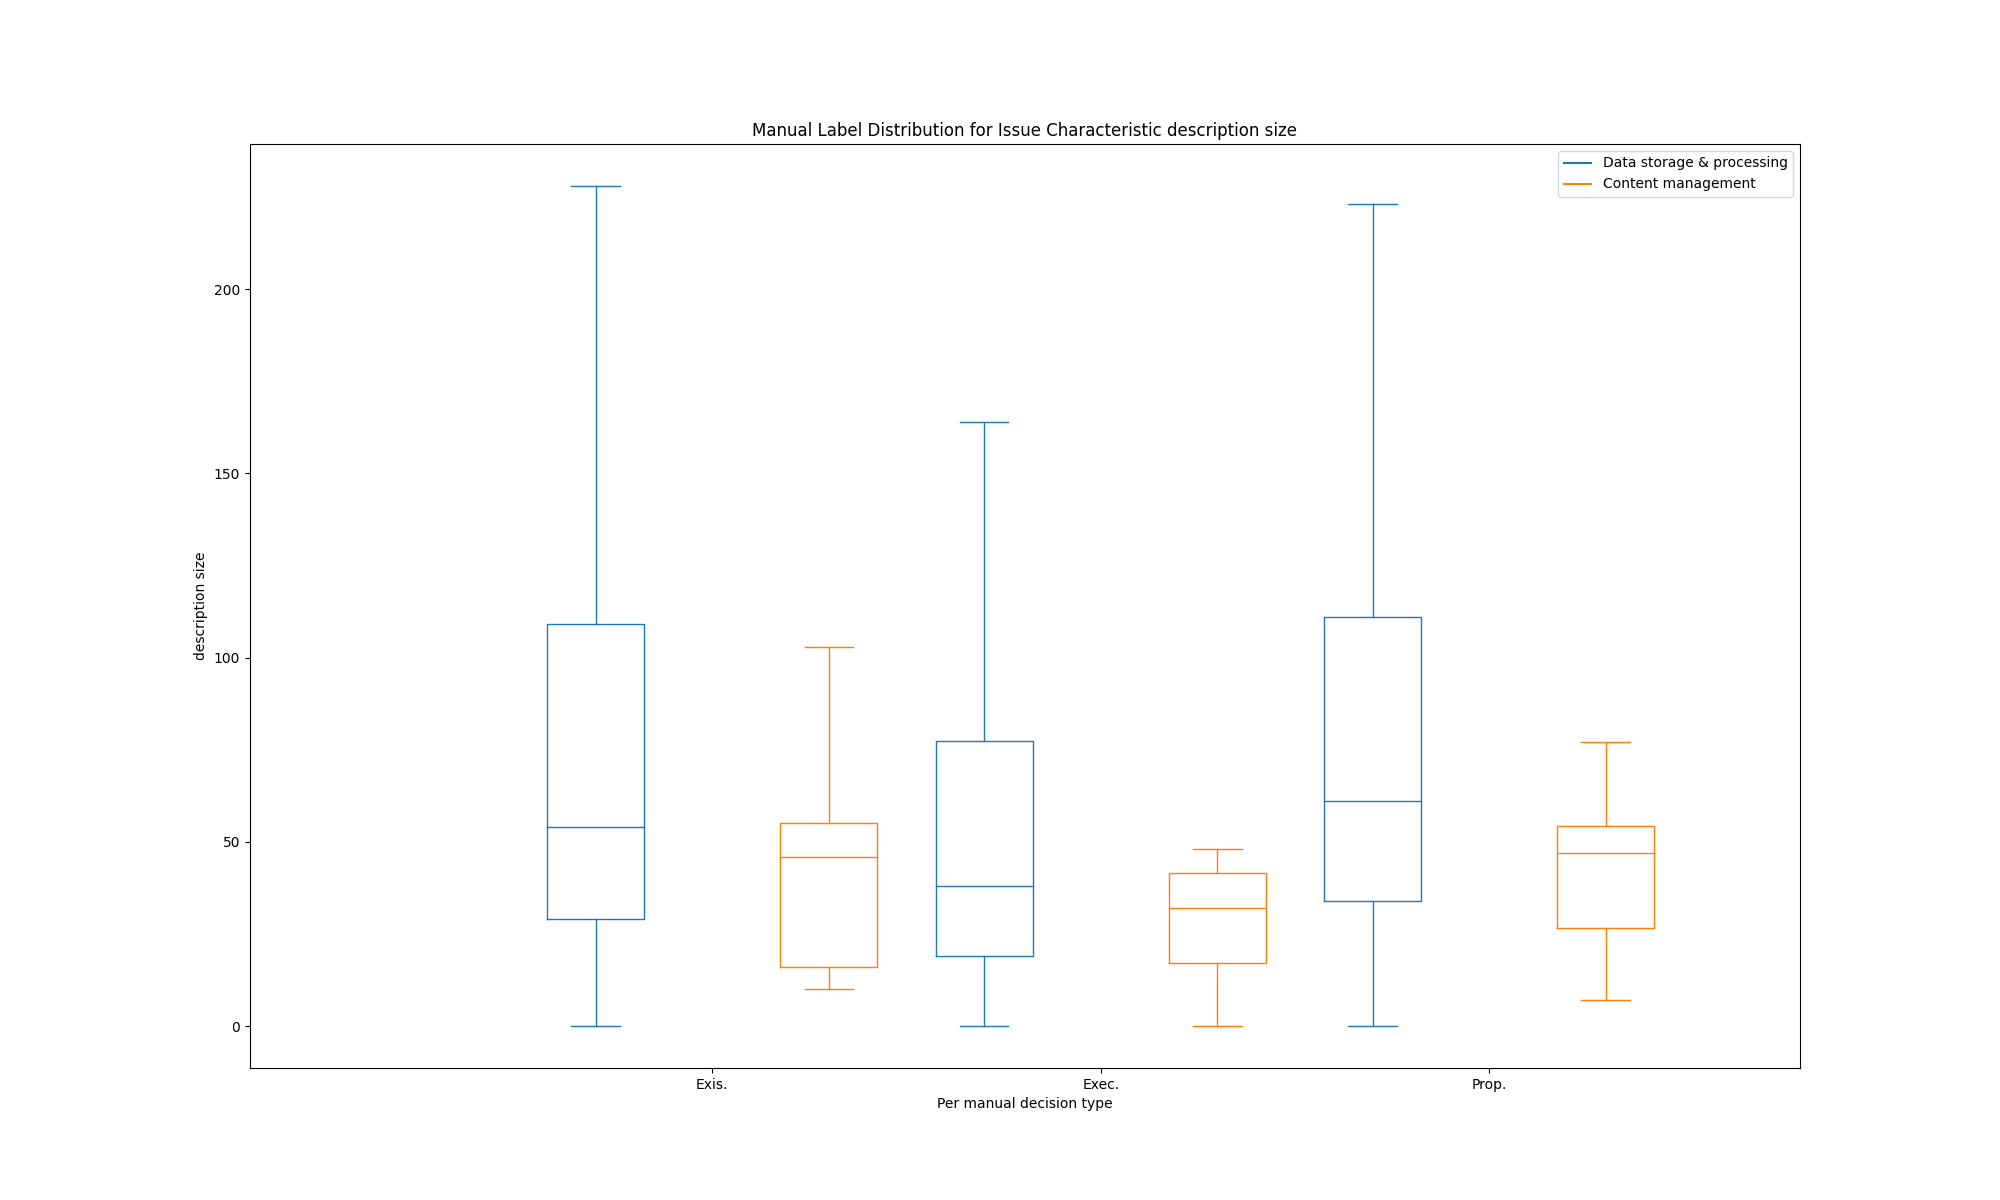 Manual Label Distribution for Issue Characteristic description size
Data storage & processing
Content management
description size
200
150
100
50
0
Exis.
Exec.
Prop.
Per manual decision type